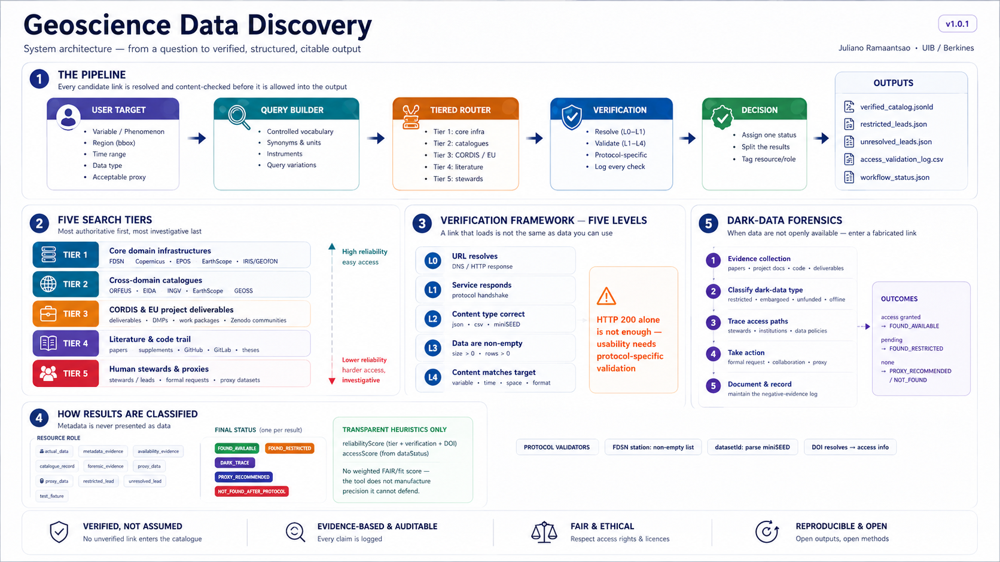 Geoscience Data Discovery
System architecture — from a question to verified, structured, citable output
v1.0.1
Juliano Ramaantsao • UIB / Berkines
1 THE PIPELINE
Every candidate link is resolved and content-checked before it is allowed into the output
USER TARGET
• Variable / Phenomenon
• Region (bbox)
• Time range
• Data type
• Acceptable proxy
QUERY BUILDER
• Controlled vocabulary
• Synonyms & units
• Instruments
• Query variations
TIERED ROUTER
• Tier 1: core infra
• Tier 2: catalogues
• Tier 3: CORDIS / EU
• Tier 4: literature
• Tier 5: stewards
VERIFICATION
• Resolve (L0–L1)
• Validate (L1–L4)
• Protocol-specific
• Log every check
DECISION
• Assign one status
• Split the results
• Tag resource/role
OUTPUTS
verified_catalog.jsonld
restricted_leads.json
unresolved_leads.json
access_validation_log.csv
workflow_status.json
2 FIVE SEARCH TIERS
Most authoritative first, most investigative last
TIER 1
Core domain infrastructures
FDSN Copernicus • EPOS EarthScope • IRIS/GEOfON
TIER 2
Cross-domain catalogues
ORFEUS • EIDA INGV • EarthScope GEOSS
TIER 3
CORDIS & EU project deliverables
deliverables • DMPs • work packages • Zenodo communities
TIER 4
Literature & code trail
papers supplements • GitHub • GitLab • theses
TIER 5
Human stewards & proxies
stewards / leads • formal requests • proxy datasets
High reliability
easy access
Lower reliability
harder access,
investigative
3 VERIFICATION FRAMEWORK — FIVE LEVELS
A link that loads is not the same as data you can use
L0 URL resolves
DNS / HTTP response
L1 Service responds
protocol handshake
L2 Content type correct
json • csv • miniSEED
L3 Data are non-empty
size > 0 • rows > 0
L4 Content matches target
variable • time • space • format
HTTP 200 alone
is not enough —
usability needs
protocol-specific
validation
5 DARK-DATA FORENSICS
When data are not openly available — enter a fabricated link
1 Evidence collection
papers • project docs • code • deliverables
2 Classify dark-data type
restricted • embargoed • unfunded • offline
3 Trace access paths
stewards • institutions • data policies
4 Take action
formal request • collaboration • proxy
5 Document & record
maintain the negative-evidence log
OUTCOMES
access granted
→ FOUND_AVAILABLE
pending
→ FOUND_RESTRICTED
none
→ PROXY_RECOMMENDED
/ NOT_FOUND
4 HOW RESULTS ARE CLASSIFIED
Metadata is never presented as data
RESOURCE ROLE
actual_data metadata_evidence availability_evidence
catalogue_record forensic_evidence provy_data
proxy_data restricted_lead unresolved_lead
test_fixture
FINAL STATUS (one per result)
FOUND_AVAILABLE FOUND_RESTRICTED
DARK_TRACE
PROXY_RECOMMENDED
NOT_FOUND_AFTER_PROTOCOL
TRANSPARENT HEURISTICS ONLY
reliabilityScore (tier + verification + DOI)
accessScore (from dataStatus)
No weighted FAIR/fit score —
the tool does not manufacture
precision it cannot defend.
PROTOCOL VALIDATORS
FDSN station: non-empty list
datasetId: parse miniSEED
DOI resolves → access info
VERIFIED, NOT ASSUMED
No unverified link enters the catalogue
EVIDENCE-BASED & AUDITABLE
Every claim is logged
FAIR & ETHICAL
Respect access rights & licences
REPRODUCIBLE & OPEN
Open outputs, open methods